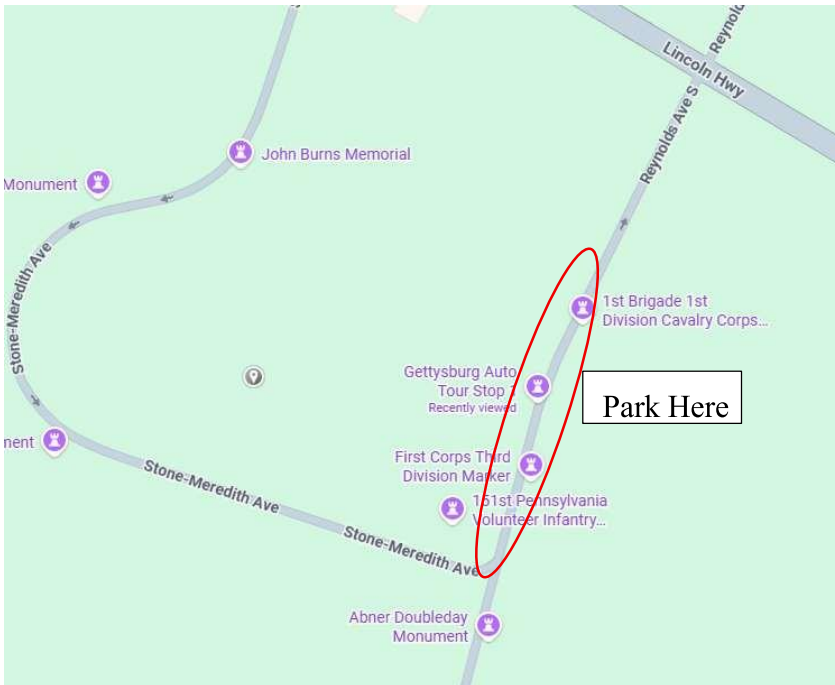 Reynolds
Lincoln Hwy
Reynolds Ave S
John Burns Memorial
Monument
Stone-Meredith Ave
1st Brigade 1st
Division Cavalry Corps...
Gettysburg Auto
Tour Stop
Recently viewed
Park Here
ment
First Corps Third
Division Marker
151st Pennsylvania
Volunteer Infantry...
Stone-Meredith Ave
Stone-Meredith Ave
Abner Doubleday
Monument